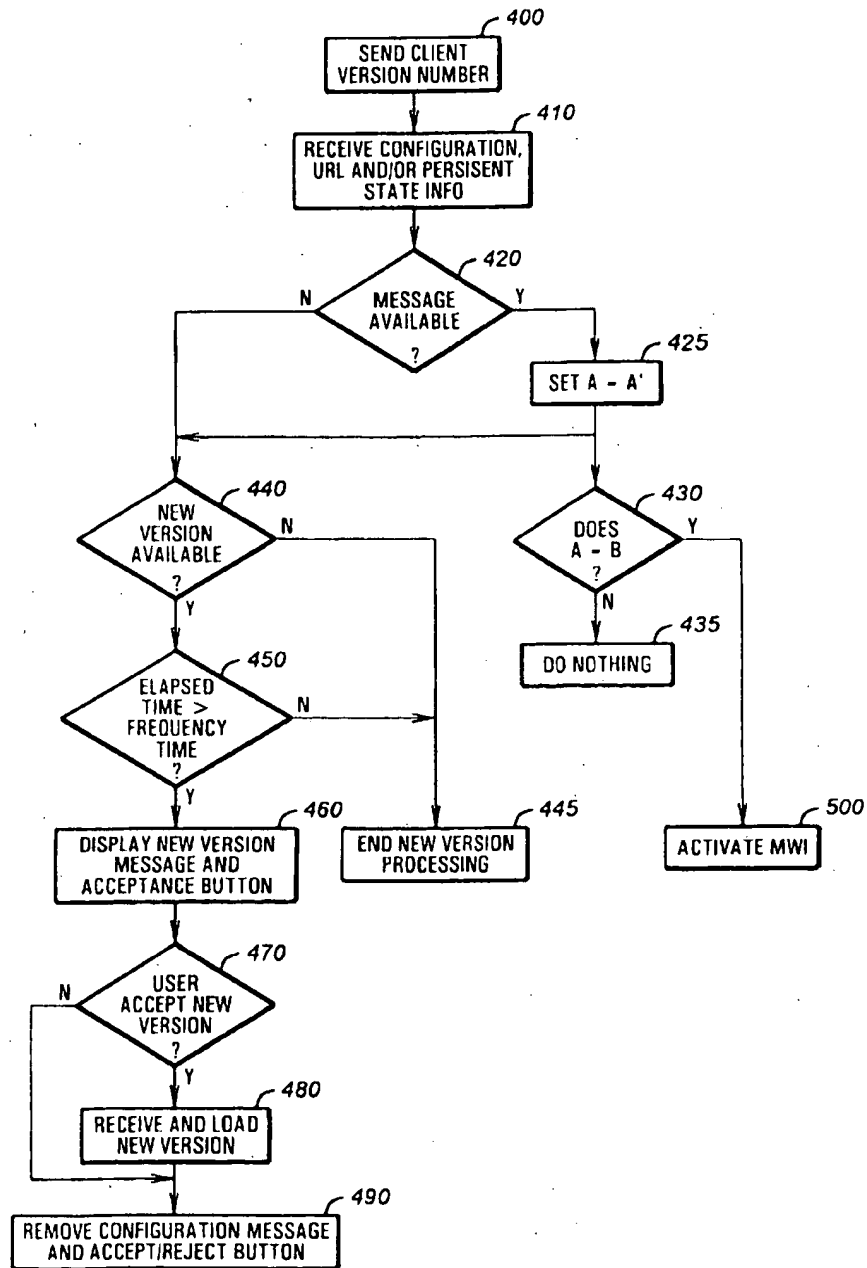 400
SEND CLIENT
VERSION NUMBER
410
RECEIVE CONFIGURATION,
URL AND/OR PERSISENT
STATE INFO
420
N
MESSAGE
AVAILABLE
?
Y
425
SET A - A'
440
NEW
VERSION
AVAILABLE
?
N
Y
430
DOES
A - B
?
Y
N
435
DO NOTHING
450
ELAPSED
TIME >
FREQUENCY
TIME
?
N
Y
460
DISPLAY NEW VERSION
MESSAGE AND
ACCEPTANCE BUTTON
445
END NEW VERSION
PROCESSING
500
ACTIVATE MWI
470
N
USER
ACCEPT NEW
VERSION
?
Y
480
RECEIVE AND LOAD
NEW VERSION
490
REMOVE CONFIGURATION MESSAGE
AND ACCEPT/REJECT BUTTON